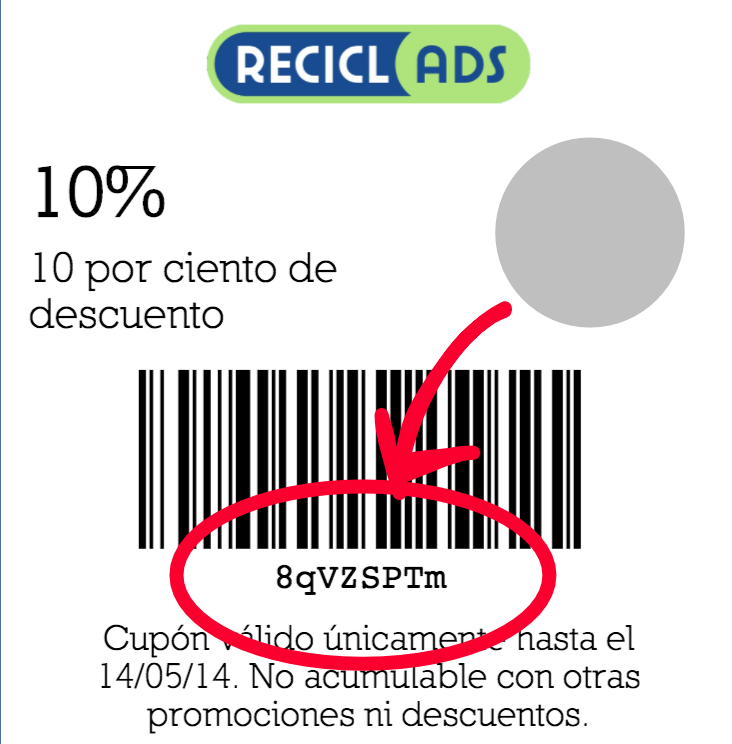 RECICLADS
10%
10 por ciento de
descuento
8qVZSPTm
Cupón válido únicamente hasta el
14/05/14. No acumulable con otras
promociones ni descuentos.